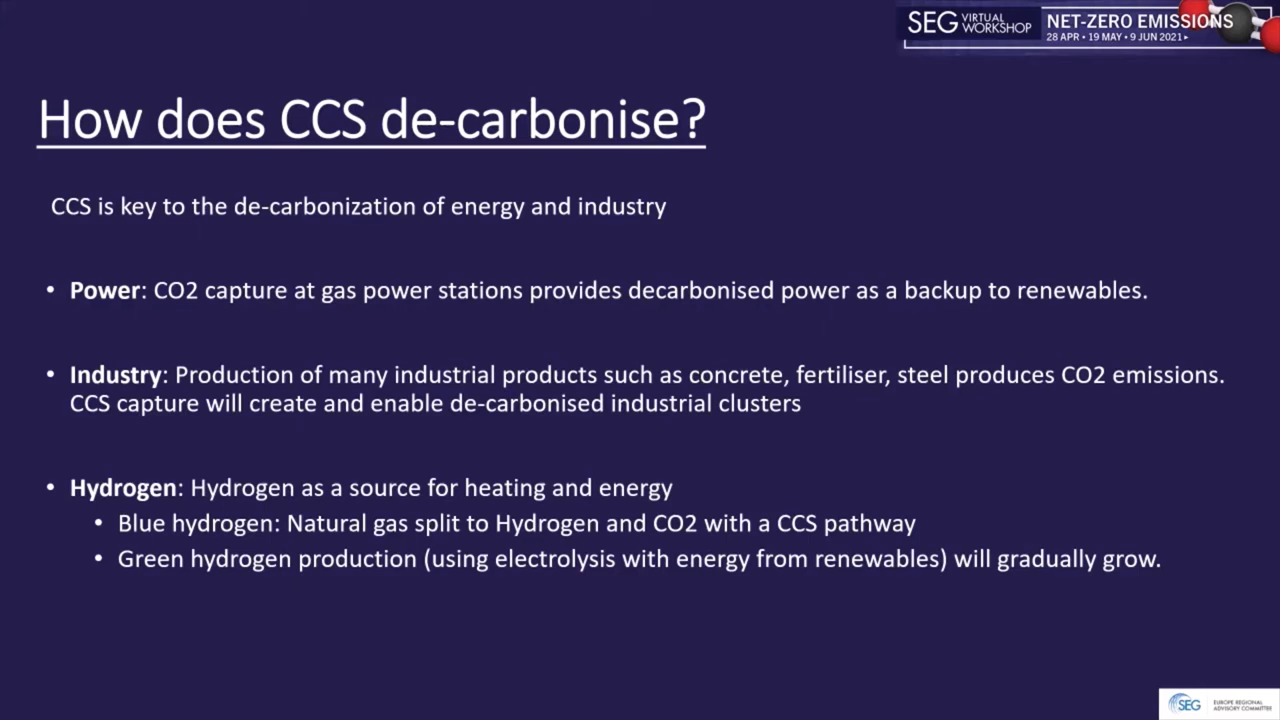 SEG VIRTUAL WORKSHOP
NET-ZERO EMISSIONS
28 APR • 19 MAY • 9 JUN 2021
How does CCS de-carbonise?
CCS is key to the de-carbonization of energy and industry
• Power: CO2 capture at gas power stations provides decarbonised power as a backup to renewables.
• Industry: Production of many industrial products such as concrete, fertiliser, steel produces CO2 emissions.
CCS capture will create and enable de-carbonised industrial clusters
• Hydrogen: Hydrogen as a source for heating and energy
• Blue hydrogen: Natural gas split to Hydrogen and CO2 with a CCS pathway
• Green hydrogen production (using electrolysis with energy from renewables) will gradually grow.
SEG
EUROPE REGIONAL
ADVISORY COMMITTEE